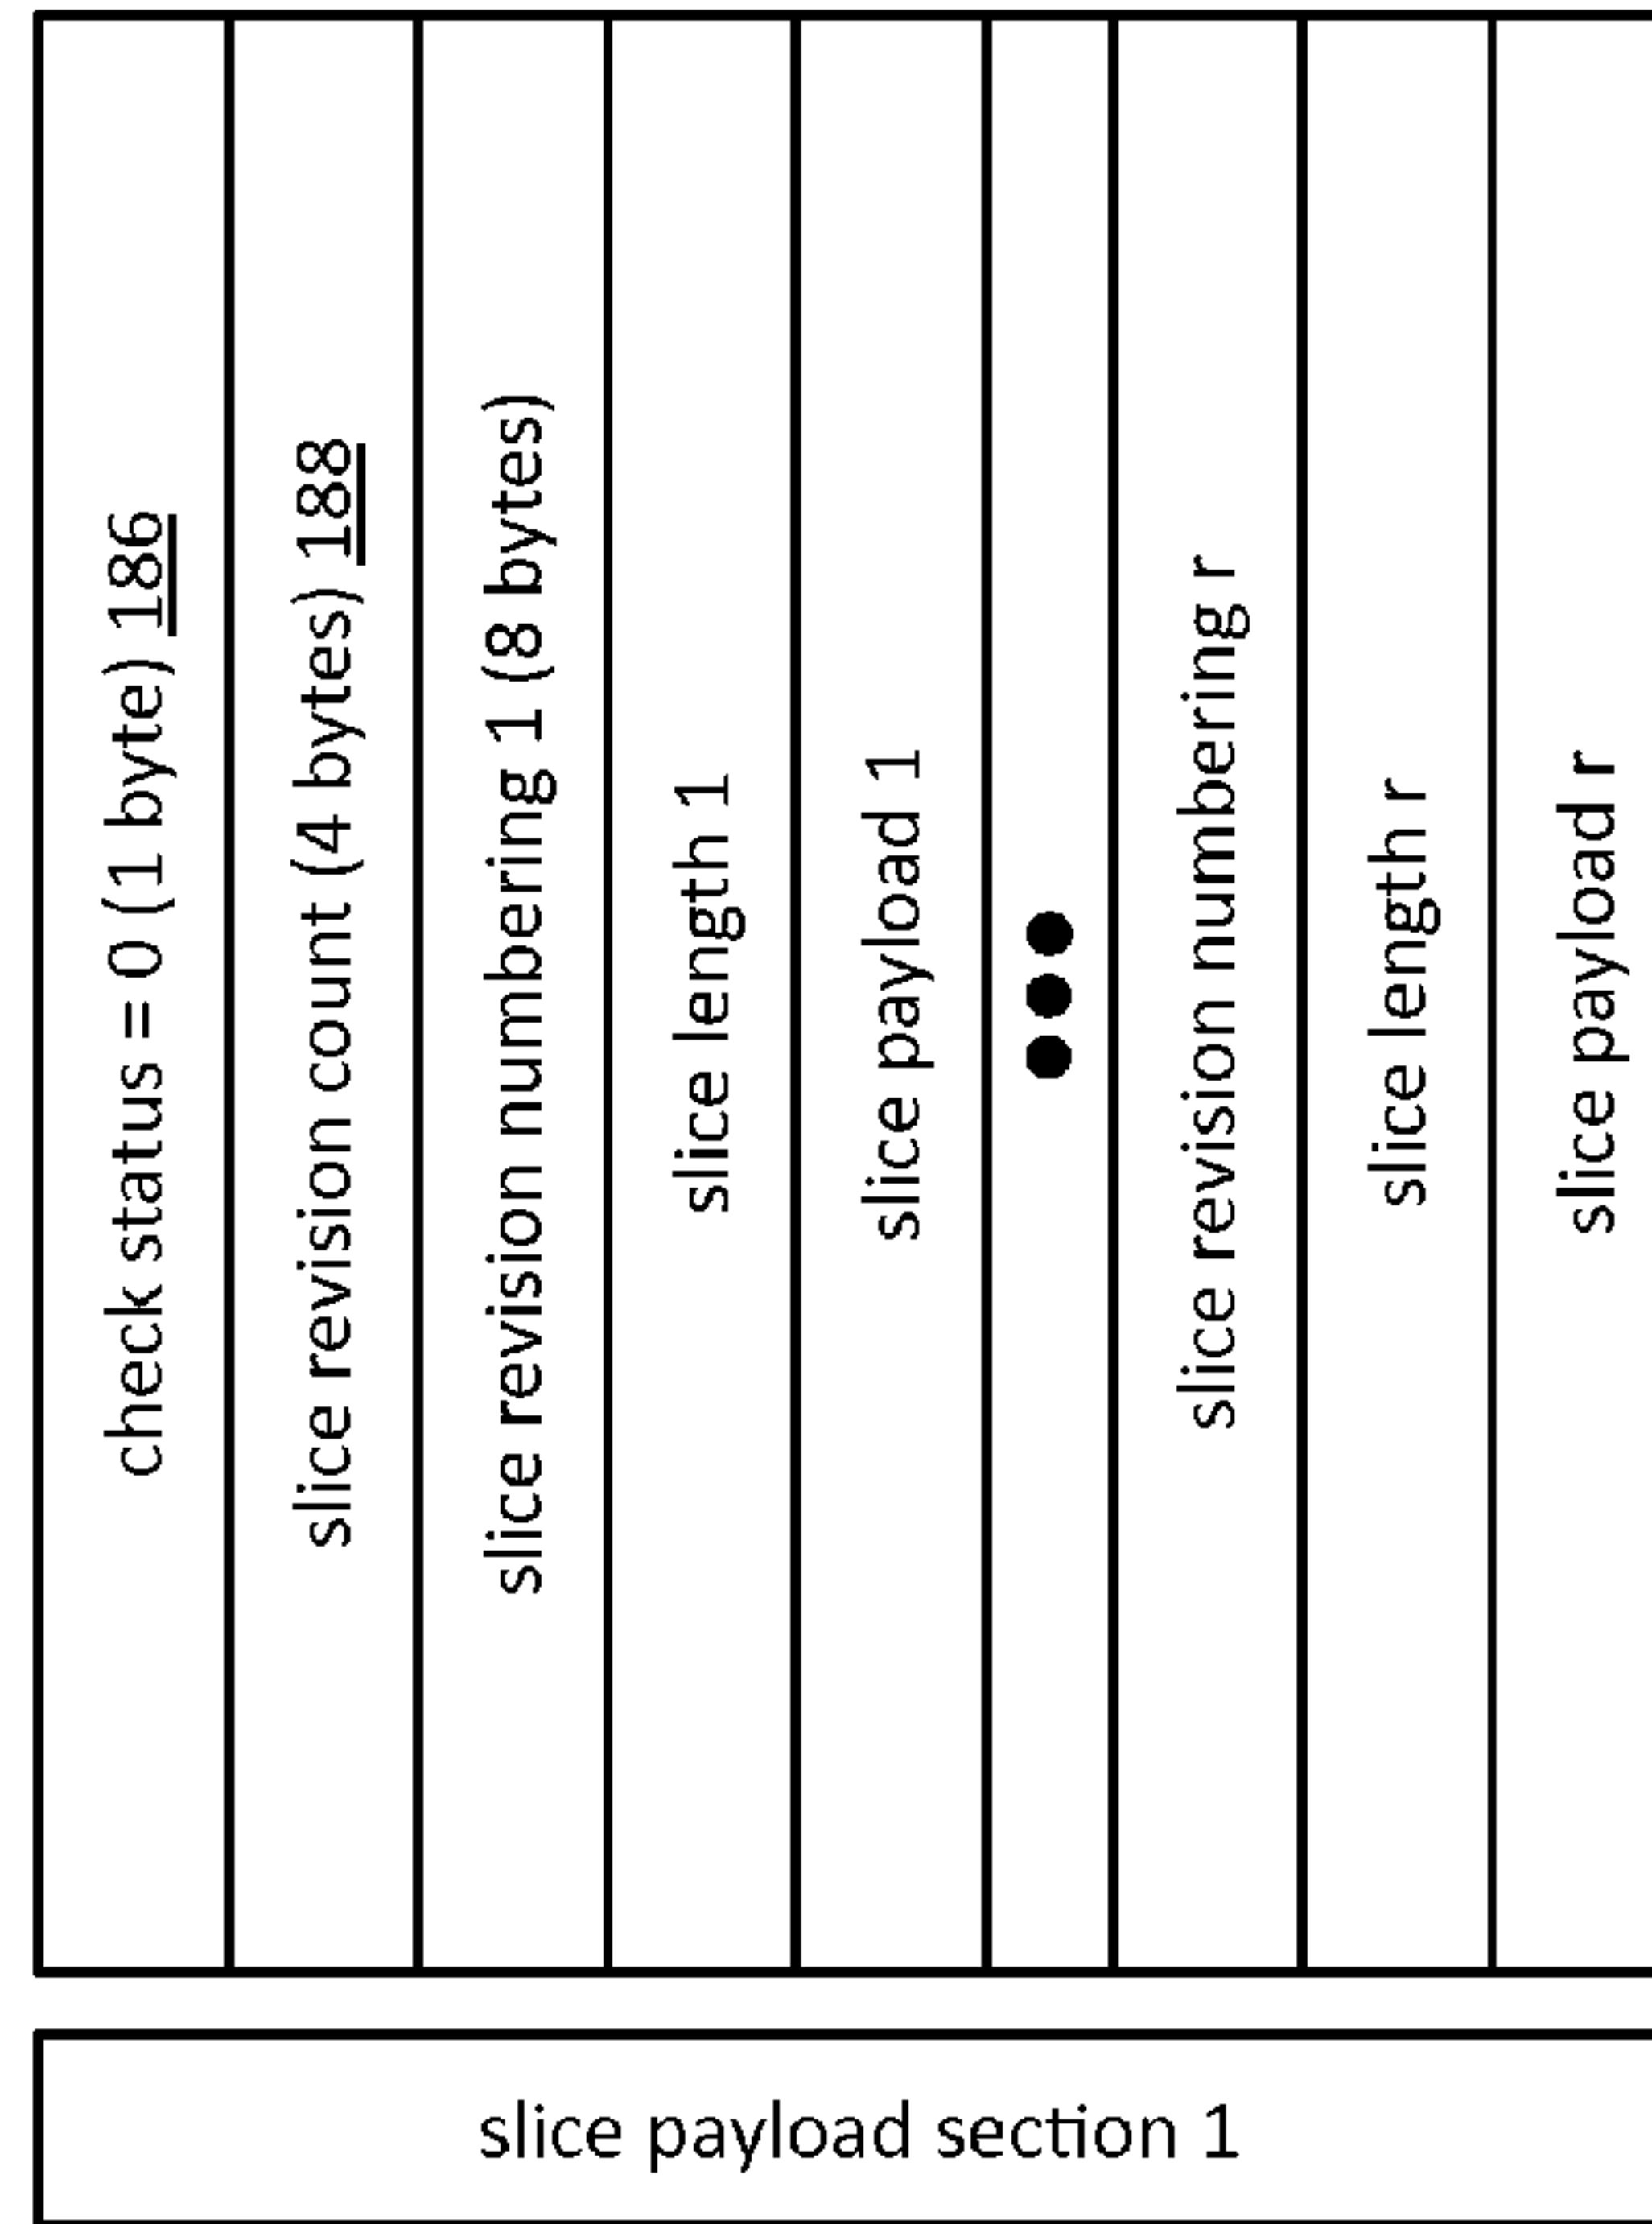 check status = 0 (1 byte) 186
slice revision count (4 bytes) 188
slice revision numbering 1 (8 bytes)
slice length 1
slice payload 1
slice revision numbering r
slice length r
slice payload r
slice payload section 1